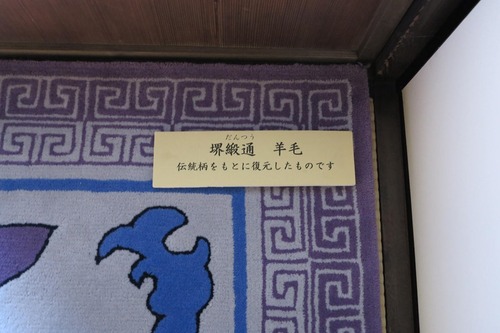 だんつう
堺緞通　羊毛
伝統柄をもとに復元したものです